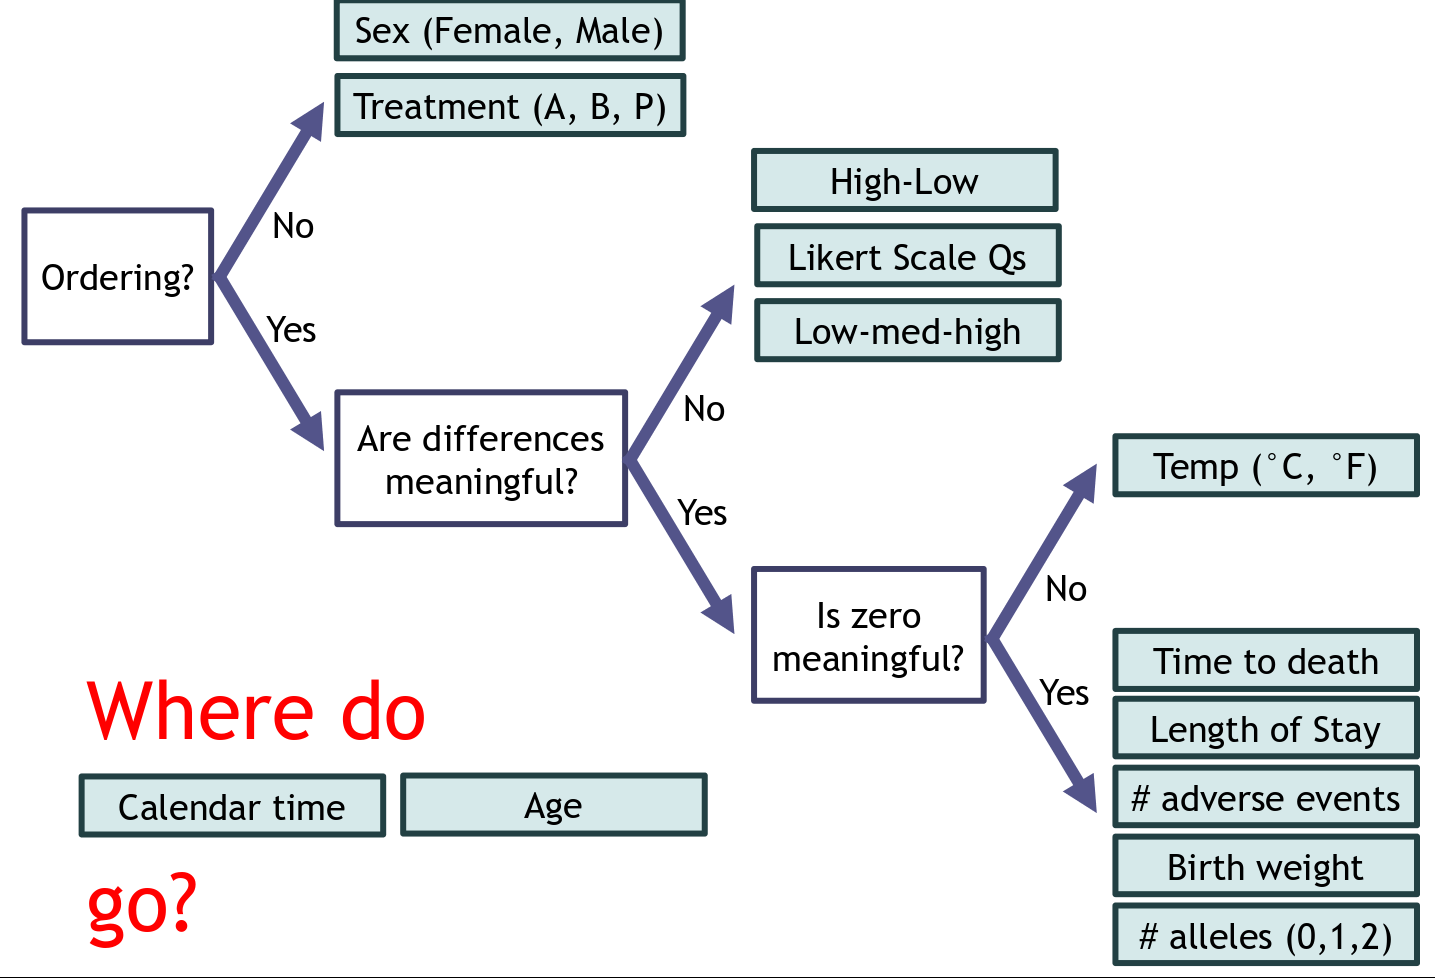 Sex (Female, Male)
Treatment (A, B, P)
No
Ordering?
Yes
High-Low
Likert Scale Qs
Low-med-high
No
Are differences
meaningful?
Yes
Temp (°C, °F)
No
Is zero
meaningful?
Yes
Time to death
Length of Stay
# adverse events
Birth weight
# alleles (0,1,2)
Where do
Calendar time
Age
go?